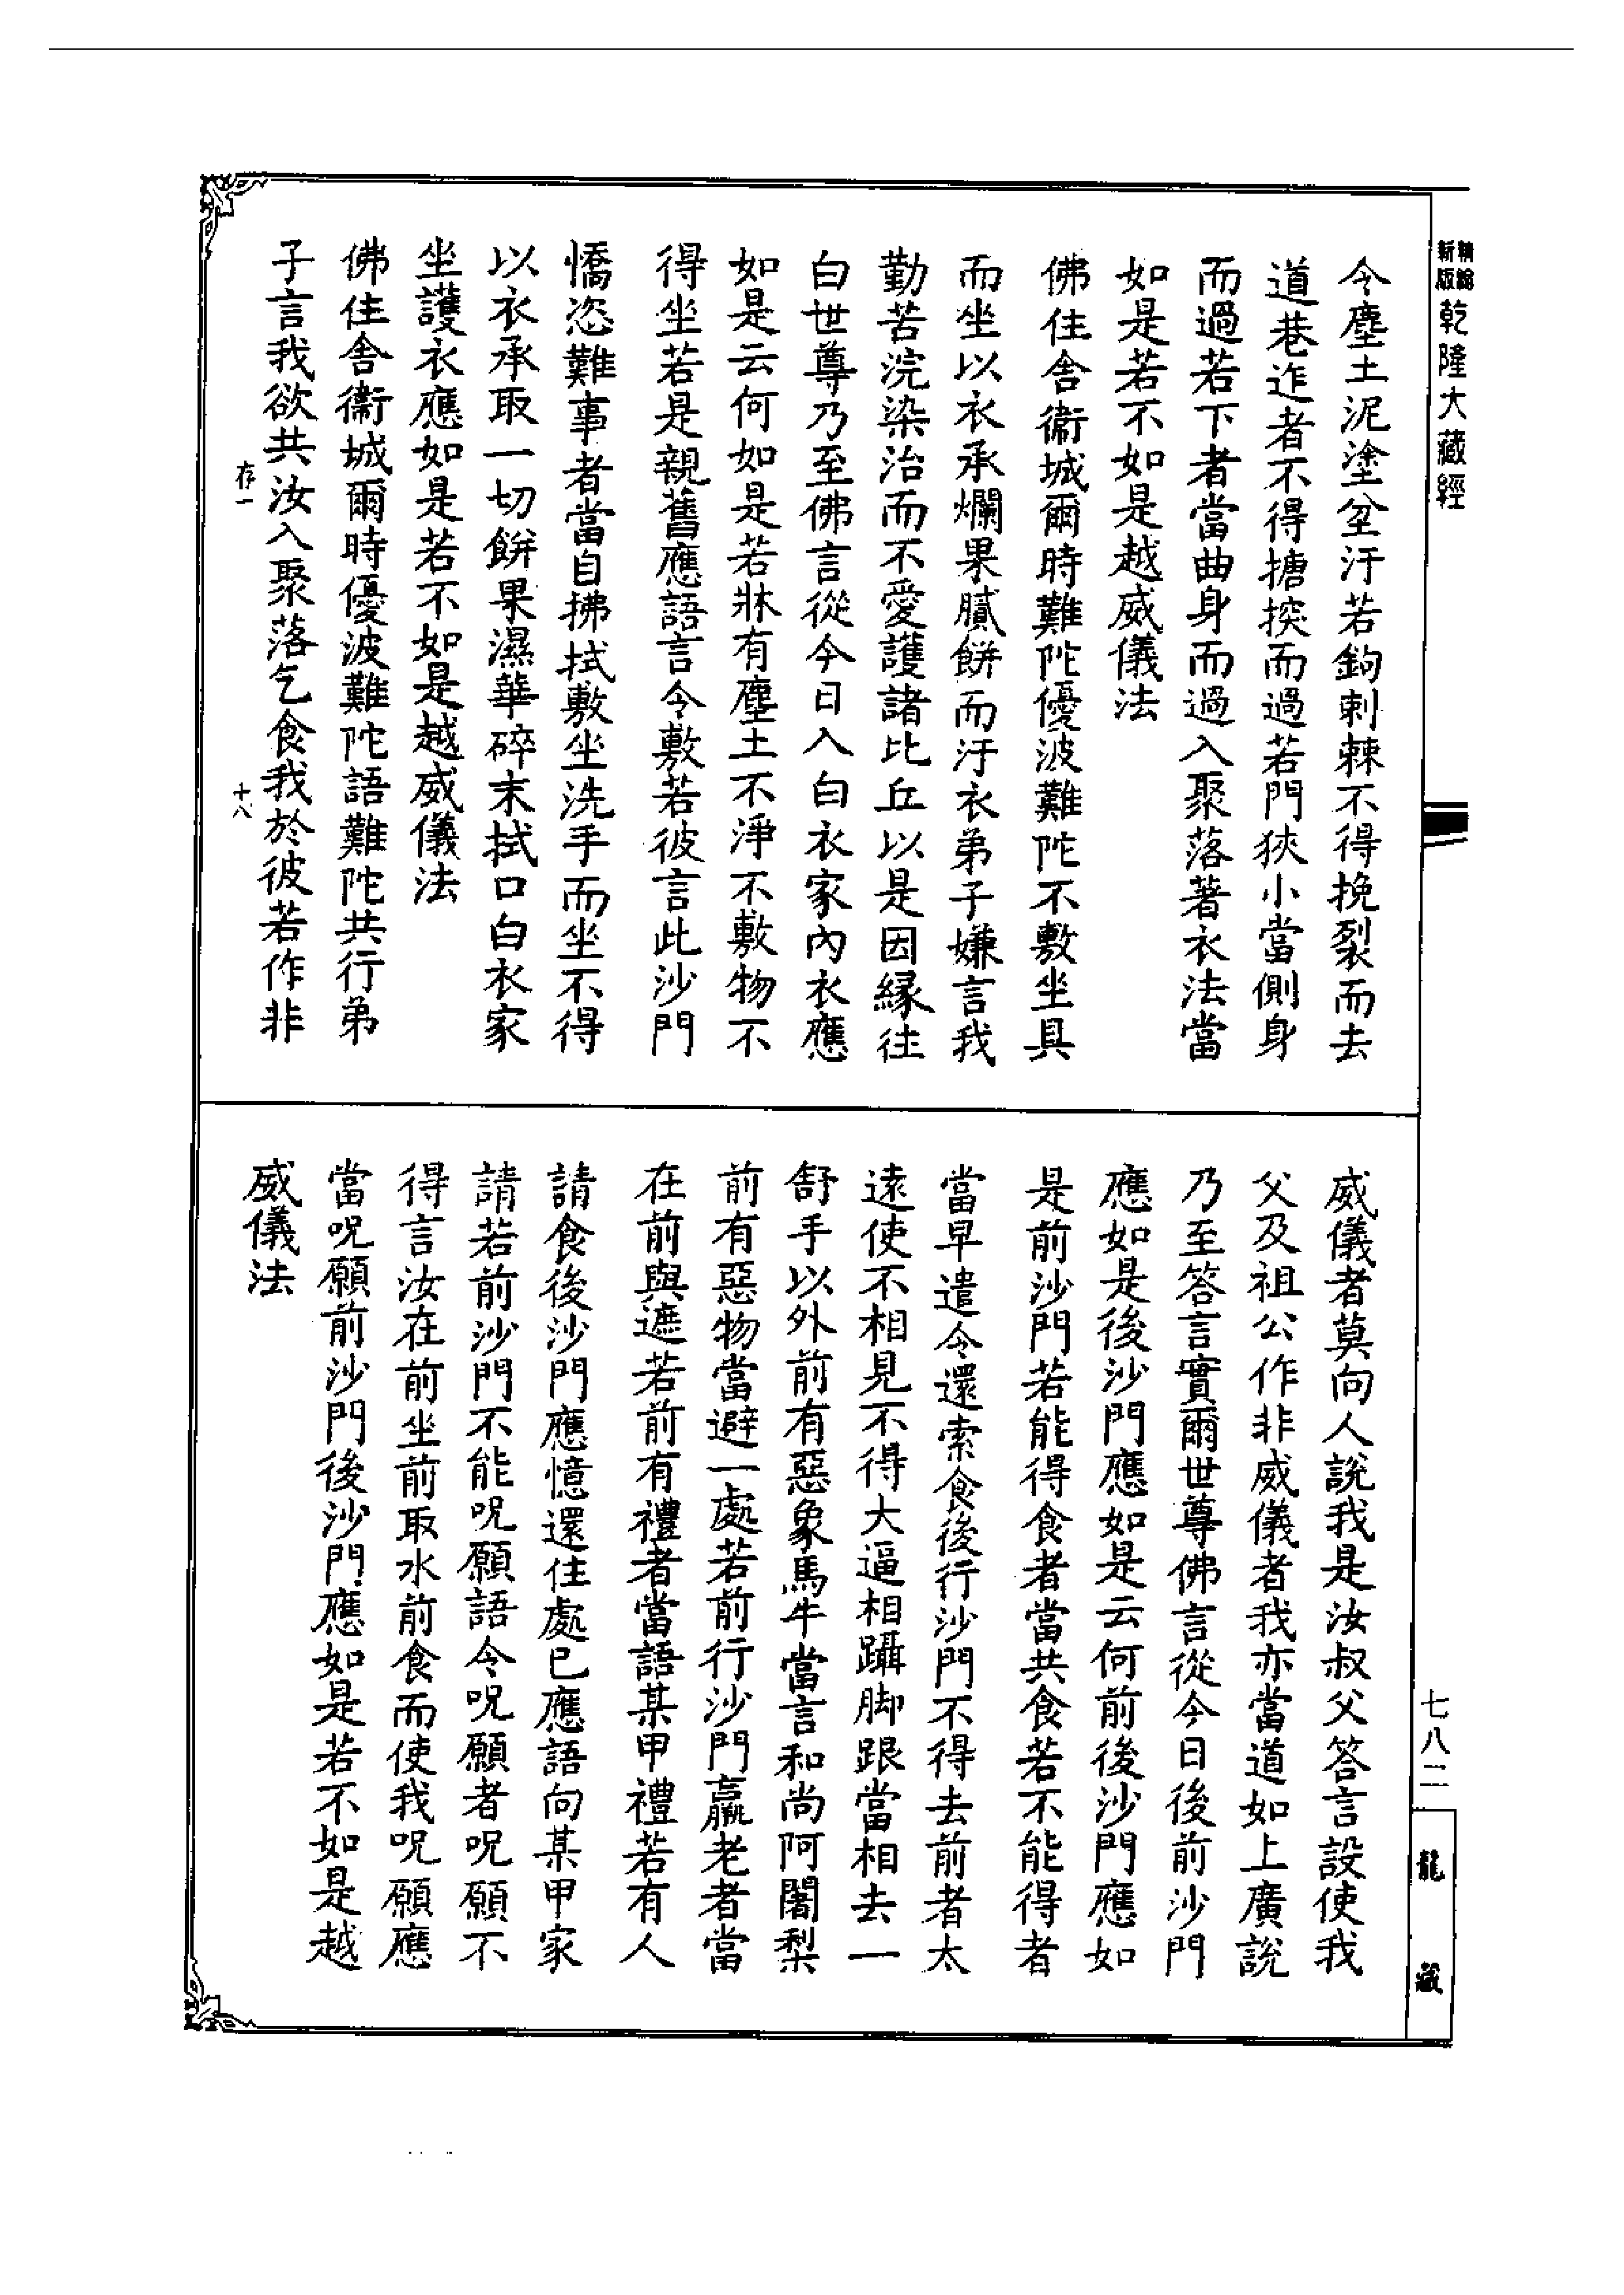 精縮新版乾隆大藏經
令塵土泥塗坌汙若鉤刺棘不得挽裂而去
道巷迮者不得搪揬而過若門狹小當側身
而過若下者當曲身而過入聚落著衣法當
如是若不如是越威儀法
佛住舍衛城爾時難陀優波難陀不敷坐具
而坐以衣承爛果膩餅而汙衣弟子嫌言我
勤苦浣染治而不愛護諸比丘以是因緣往
白世尊乃至佛言從今日入白衣家內衣應
如是云何如是若牀有塵土不淨不敷物不
得坐若是親舊應語言令敷若彼言此沙門
憍恣難事者當自拂拭敷坐洗手而坐不得
以衣承取一切餅果濕華碎末拭口白衣家
坐護衣應如是若不如是越威儀法
佛住舍衞城爾時優波難陀語難陀共行弟
子言我欲共汝入聚落乞食我於彼若作非
存一
十八
威儀者莫向人說我是汝叔父答言設使我
父及祖公作非威儀者我亦當道如上廣說
乃至答言實爾世尊佛言從今日後前沙門
應如是後沙門應如是云何前後沙門應如
是前沙門若能得食者當共食若不能得者
當早遣令還索食後行沙門不得去前者太
遠使不相見不得大逼相躡脚跟當相去一
舒手以外前有惡象馬牛當言和尚阿闍梨
前有惡物當避一處若前行沙門羸老者當
在前與遮若前有禮者當語某甲禮若有人
請食後沙門應憶還住處已應語向某甲家
請若前沙門不能呪願語令呪願者呪願不
得言汝在前坐前取水前食而使我呪願應
當呪願前沙門後沙門應如是若不如是越
威儀法
七八二
龍藏